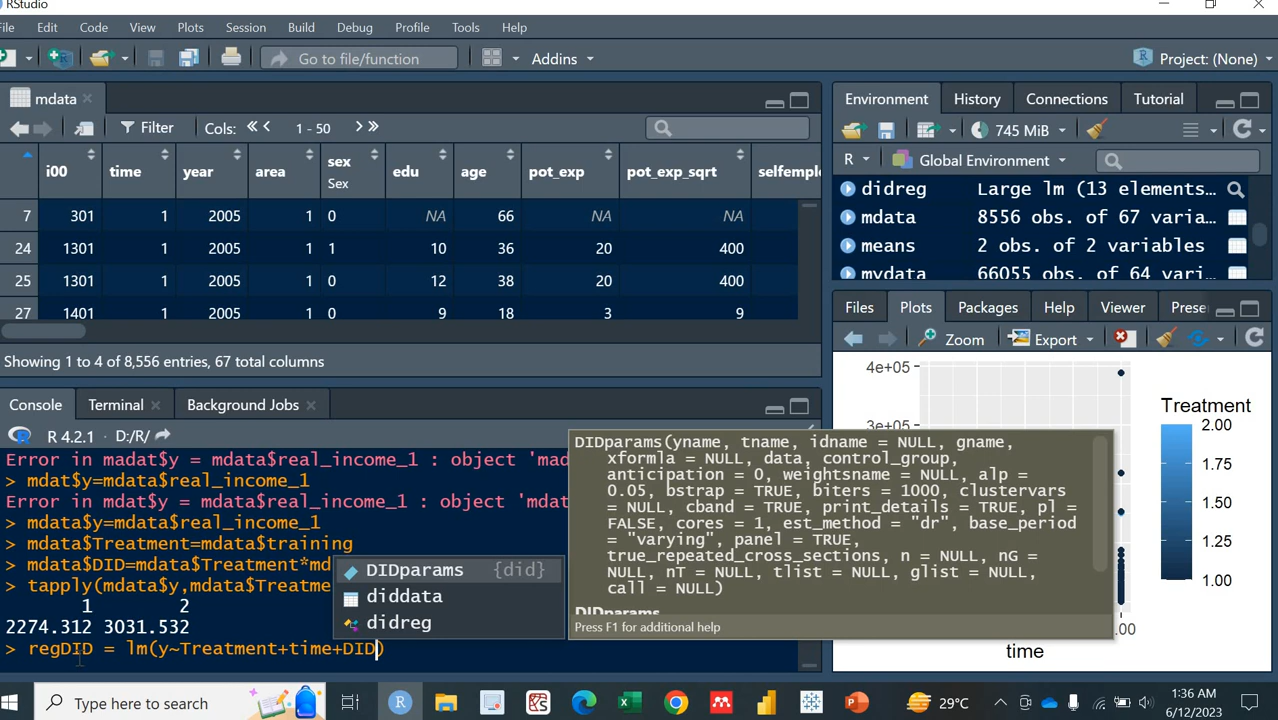 RStudio
File Edit Code View Plots Session Build Debug Profile Tools Help
Go to file/function Addins Project: (None)
mdata
Filter Cols: 1 - 50
i00 time year area sex Sex edu age pot_exp pot_exp_sqrt selfemple
7 301 1 2005 1 0 NA 66 NA NA
24 1301 1 2005 1 1 10 36 20 400
25 1301 1 2005 1 0 12 38 20 400
27 1401 1 2005 1 0 9 18 3 9
Showing 1 to 4 of 8,556 entries, 67 total columns
Console Terminal Background Jobs
R 4.2.1 · D:/R/
Error in madat$y = mdata$real_income_1 : object 'mad
> mdat$y=mdata$real_income_1
Error in mdat$y = mdata$real_income_1 : object 'mdat
> mdata$y=mdata$real_income_1
> mdata$Treatment=mdata$training
> mdata$DID=mdata$Treatment*md
> tapply(mdata$y,mdata$Treatme
1 2
2274.312 3031.532
> regDID = lm(y~Treatment+time+DID)
DIDparams {did}
diddata
didreg
DIDparams(yname, tname, idname = NULL, gname,
xformla = NULL, data, control_group,
anticipation = 0, weightsname = NULL, alp =
0.05, bstrap = TRUE, biters = 1000, clustervars
= NULL, cband = TRUE, print_details = TRUE, pl =
FALSE, cores = 1, est_method = "dr", base_period
= "varying", panel = TRUE,
true_repeated_cross_sections, n = NULL, nG =
NULL, nT = NULL, tlist = NULL, glist = NULL,
call = NULL)
DIDparams
Press F1 for additional help
Environment History Connections Tutorial
745 MiB
R Global Environment
didreg Large lm (13 elements…
mdata 8556 obs. of 67 varia…
means 2 obs. of 2 variables
mydata 66055 obs. of 64 varia…
Files Plots Packages Help Viewer Prese
Zoom Export
4e+05
Treatment
2.00
1.75
1.50
1.25
1.00
.00
time
Type here to search
29°C
1:36 AM
6/12/2023